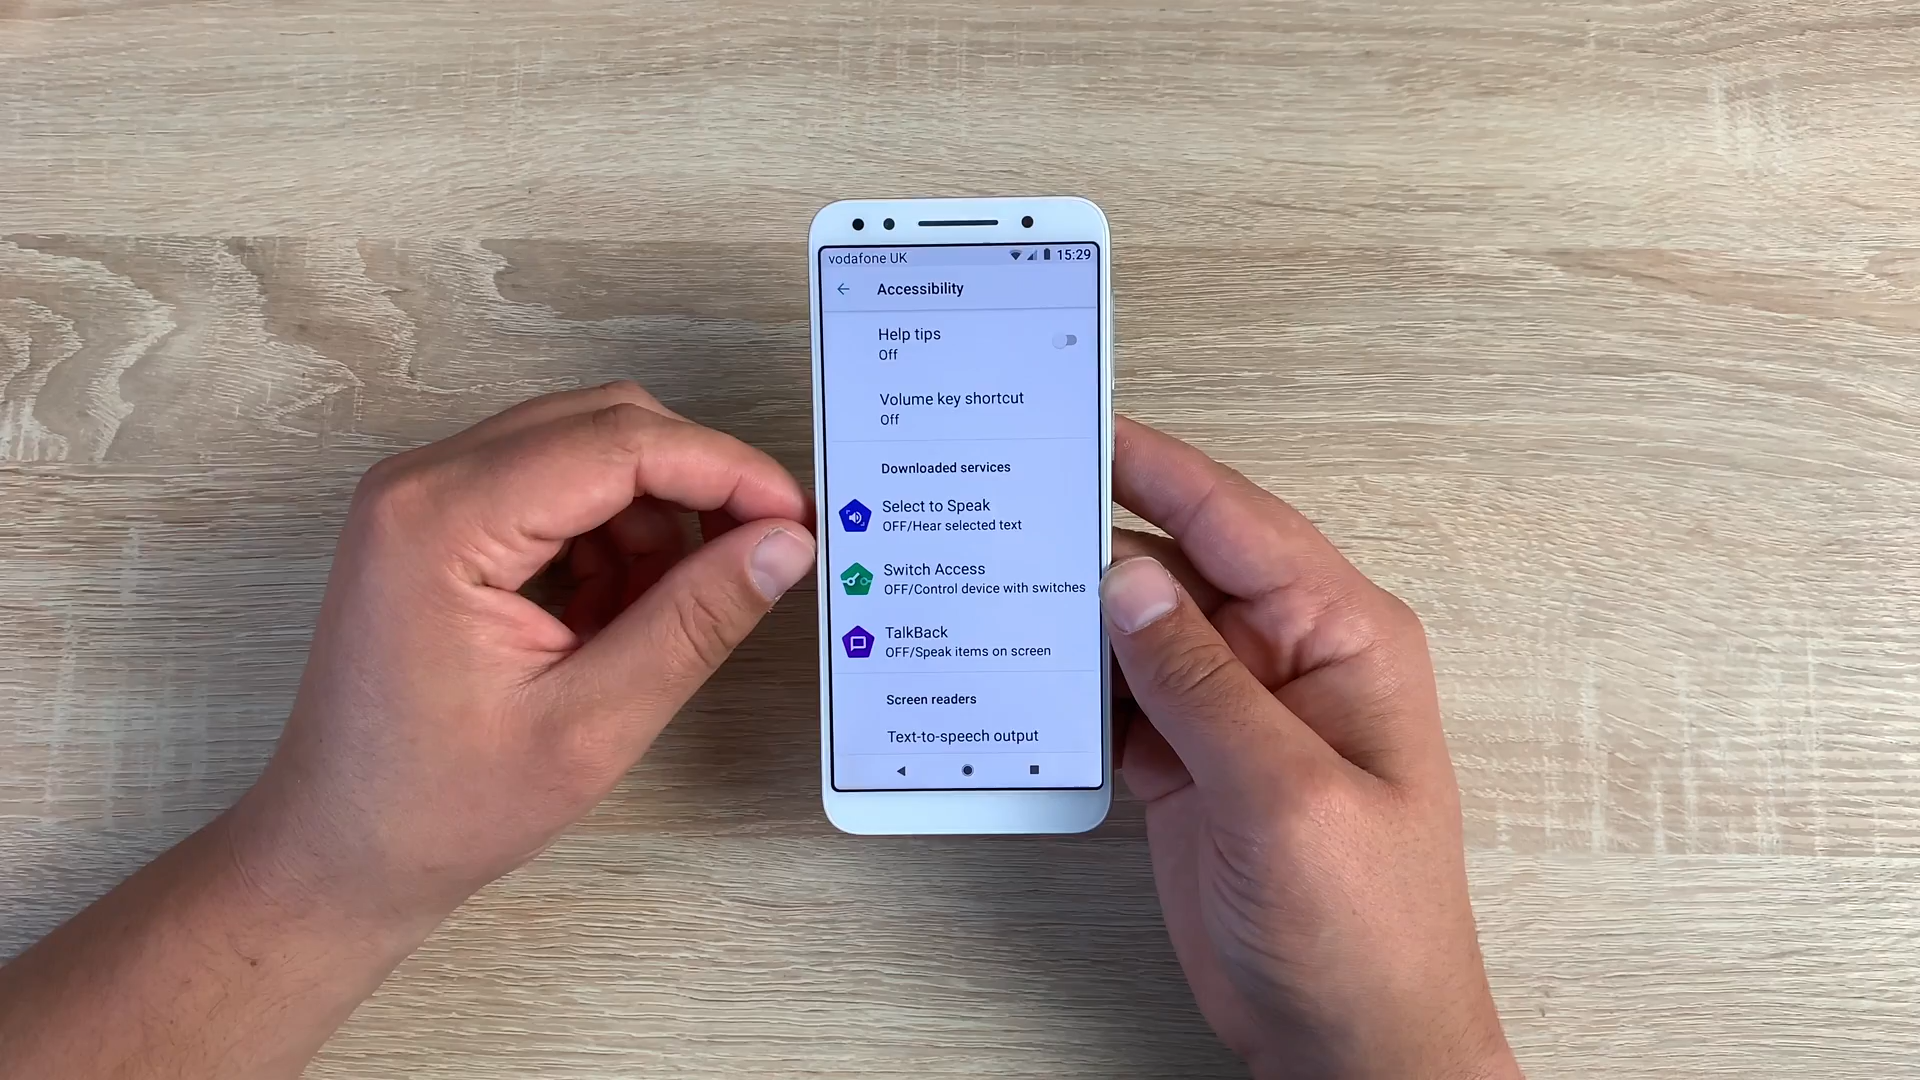 vodafone UK
15:29
Accessibility
Help tips
Off
Volume key shortcut
Off
Downloaded services
Select to Speak
OFF/Hear selected text
Switch Access
OFF/Control device with switches
TalkBack
OFF/Speak items on screen
Screen readers
Text-to-speech output